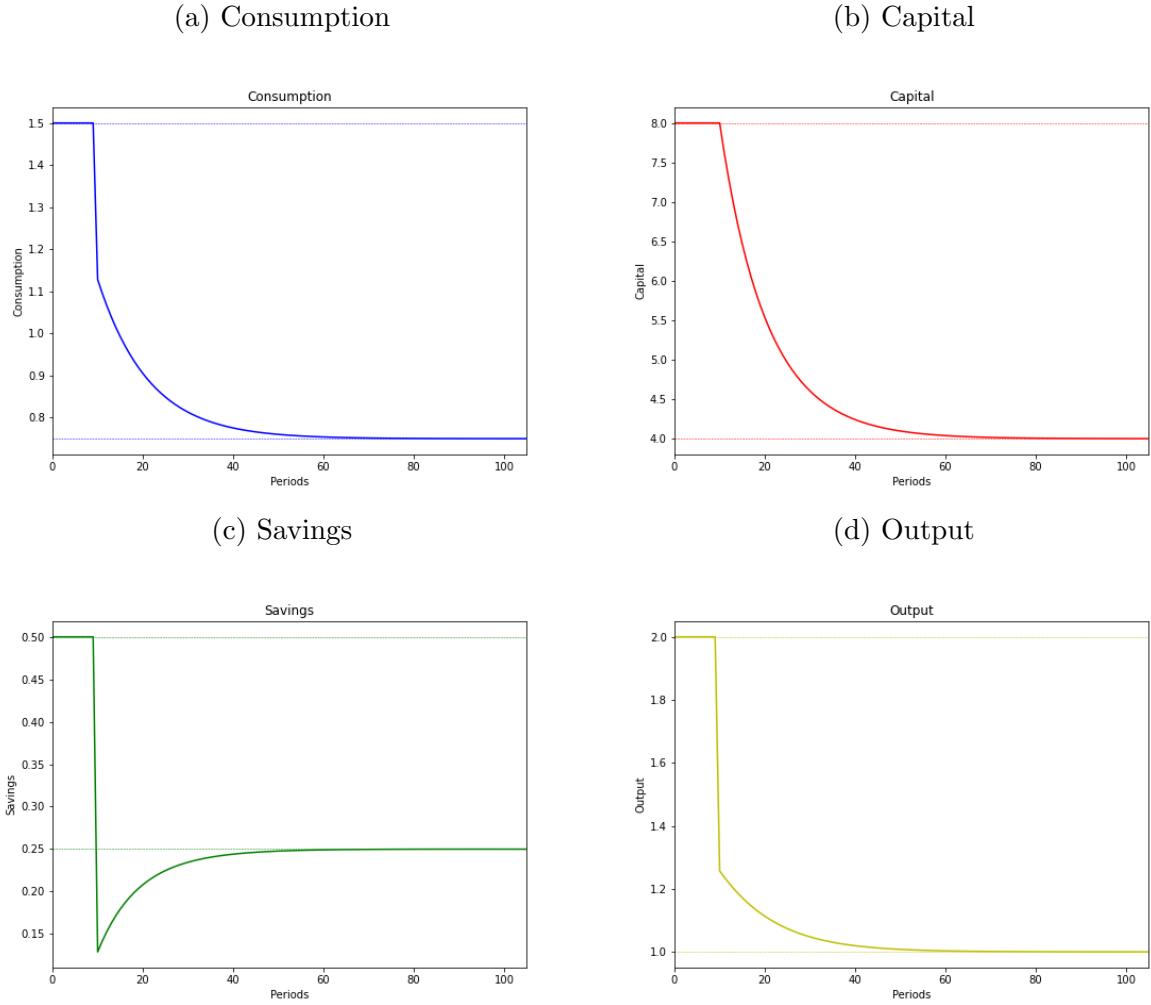 (a) Consumption
(b) Capital
Consumption
1.5
1.4
1.3
1.2
1.1
1.0
0.9
0.8
Consumption
0 20 40 60 80 100
Periods
Capital
8.0
7.5
7.0
6.5
6.0
5.5
5.0
4.5
4.0
Capital
0 20 40 60 80 100
Periods
(c) Savings
(d) Output
Savings
0.50
0.45
0.40
0.35
0.30
0.25
0.20
0.15
Savings
0 20 40 60 80 100
Periods
Output
2.0
1.8
1.6
1.4
1.2
1.0
Output
0 20 40 60 80 100
Periods